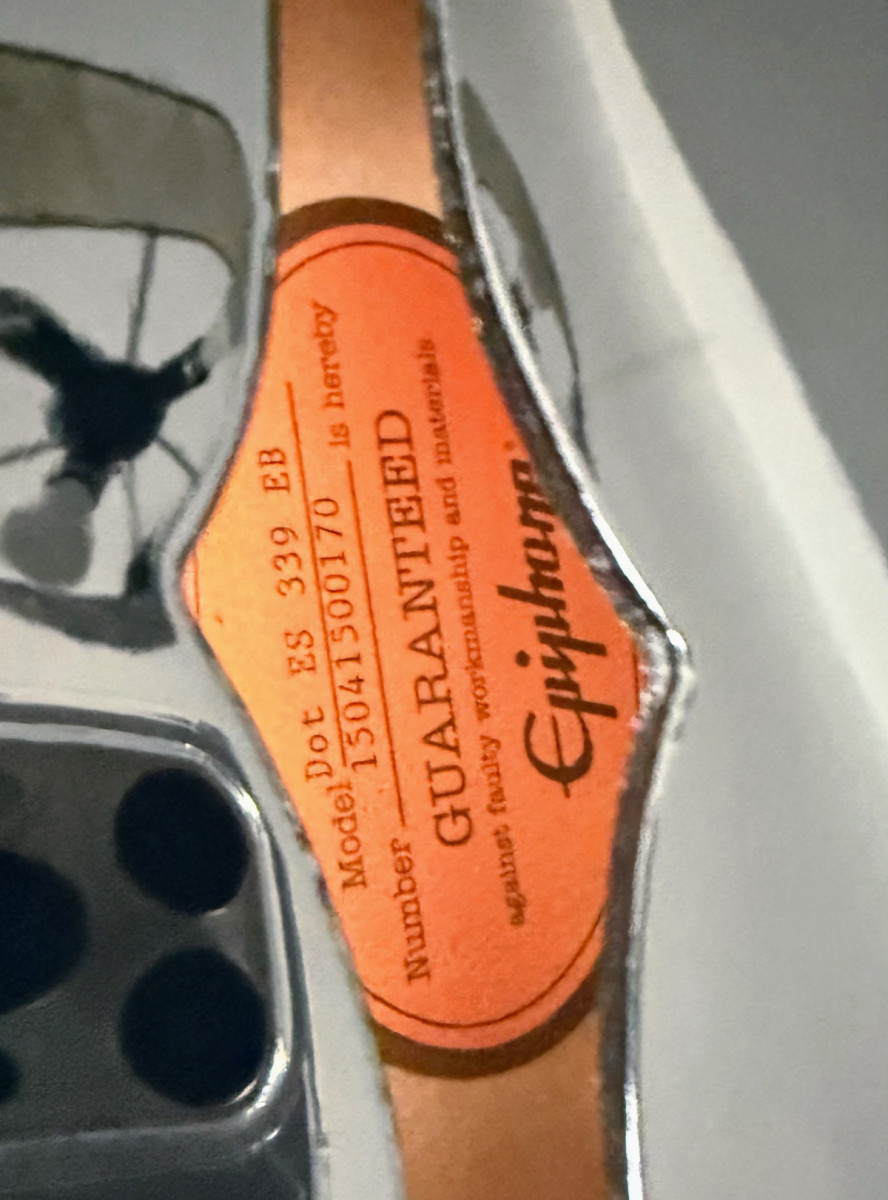 Model Dot ES 339 EB
Number 15041500170 is hereby
GUARANTEED
against faulty workmanship and materials
Epiphone